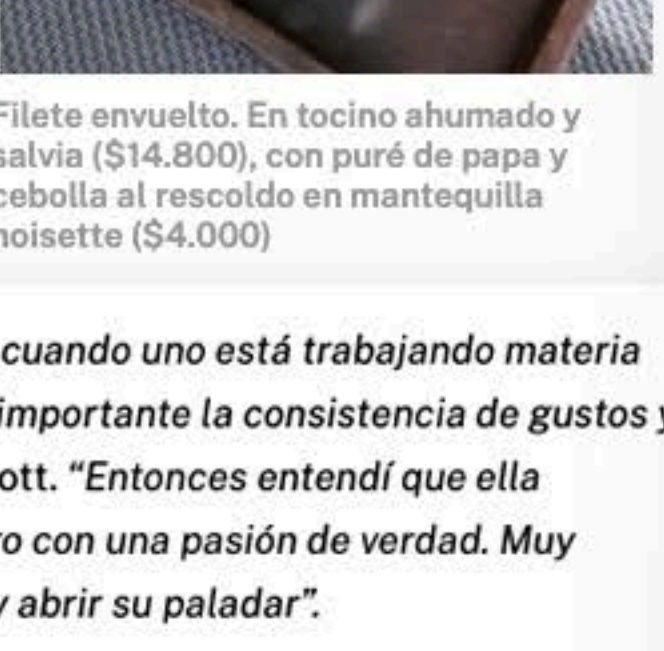 Filete envuelto. En tocino ahumado y
salvia ($14.800), con puré de papa y
cebolla al rescoldo en mantequilla
noisette ($4.000)
cuando uno está trabajando materia
importante la consistencia de gustos y
ott. “Entonces entendí que ella
o con una pasión de verdad. Muy
y abrir su paladar”.